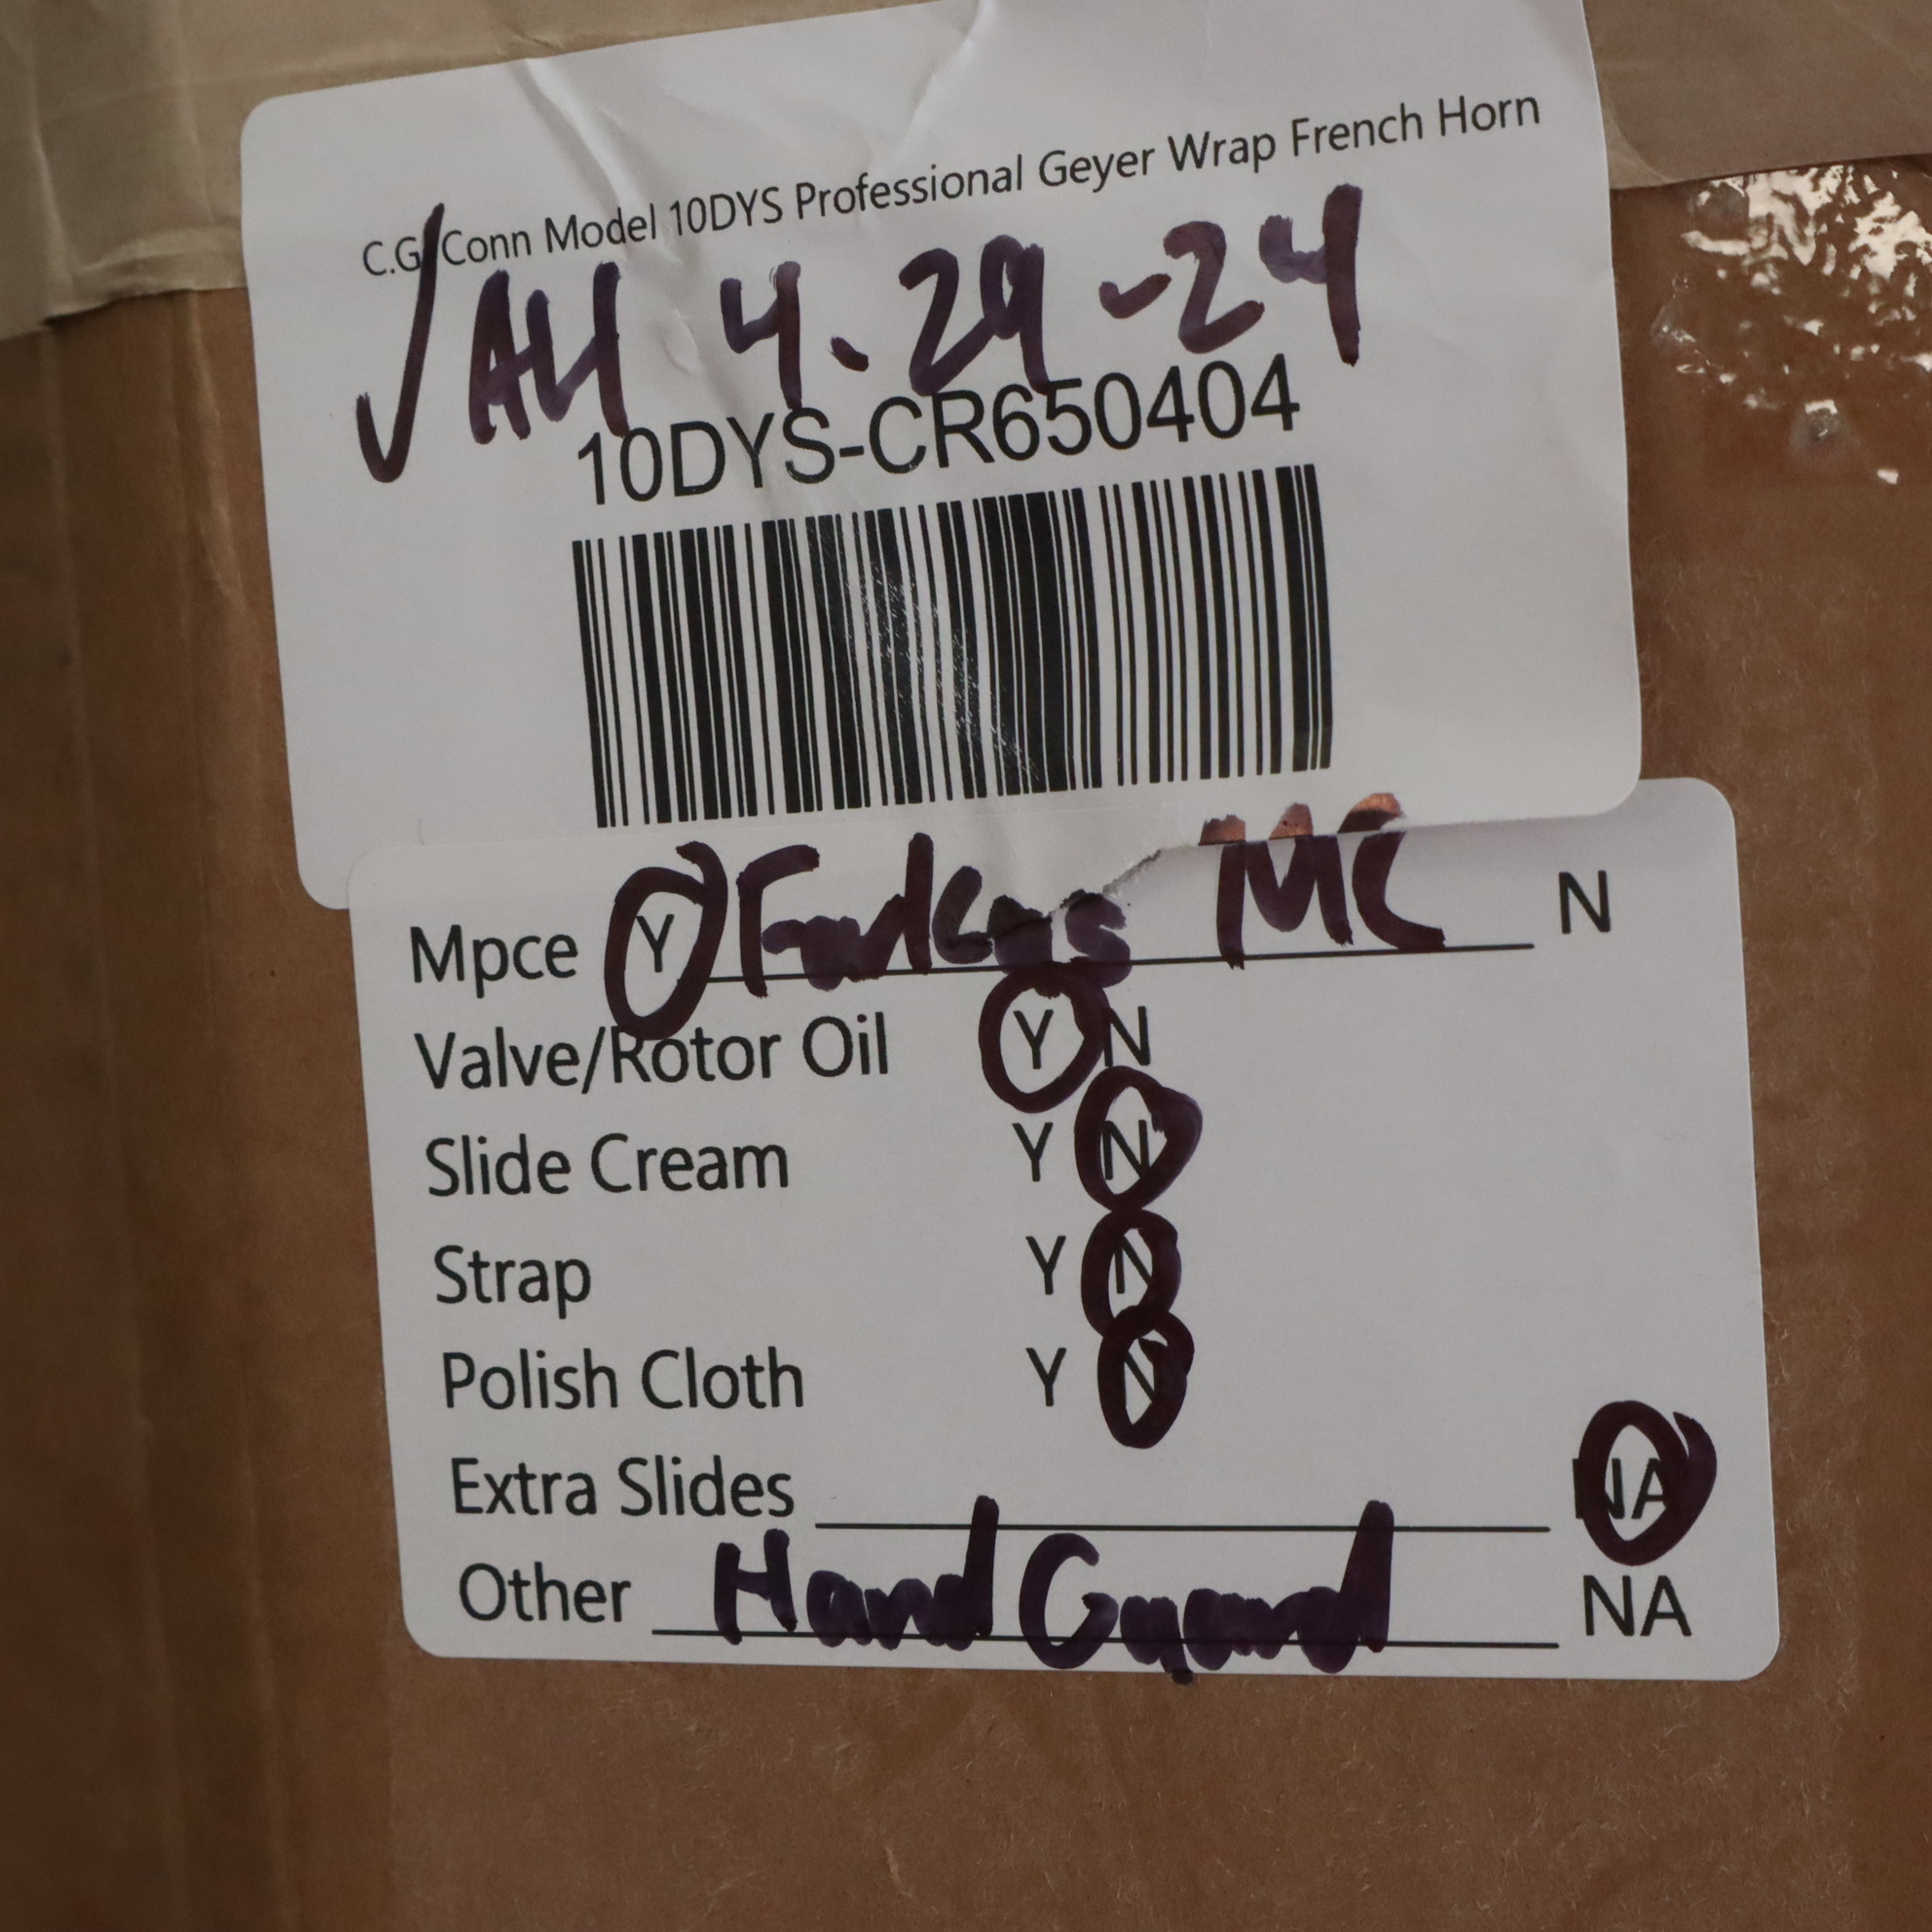 C.G. Conn Model 10DYS Professional Geyer Wrap French Horn
✓ AH 4.29-24
10DYS-CR650404
Mpce Y Farkas MC N
Valve/Rotor Oil Y N
Slide Cream Y N
Strap Y N
Polish Cloth Y N
Extra Slides NA
Other Hand Guard NA